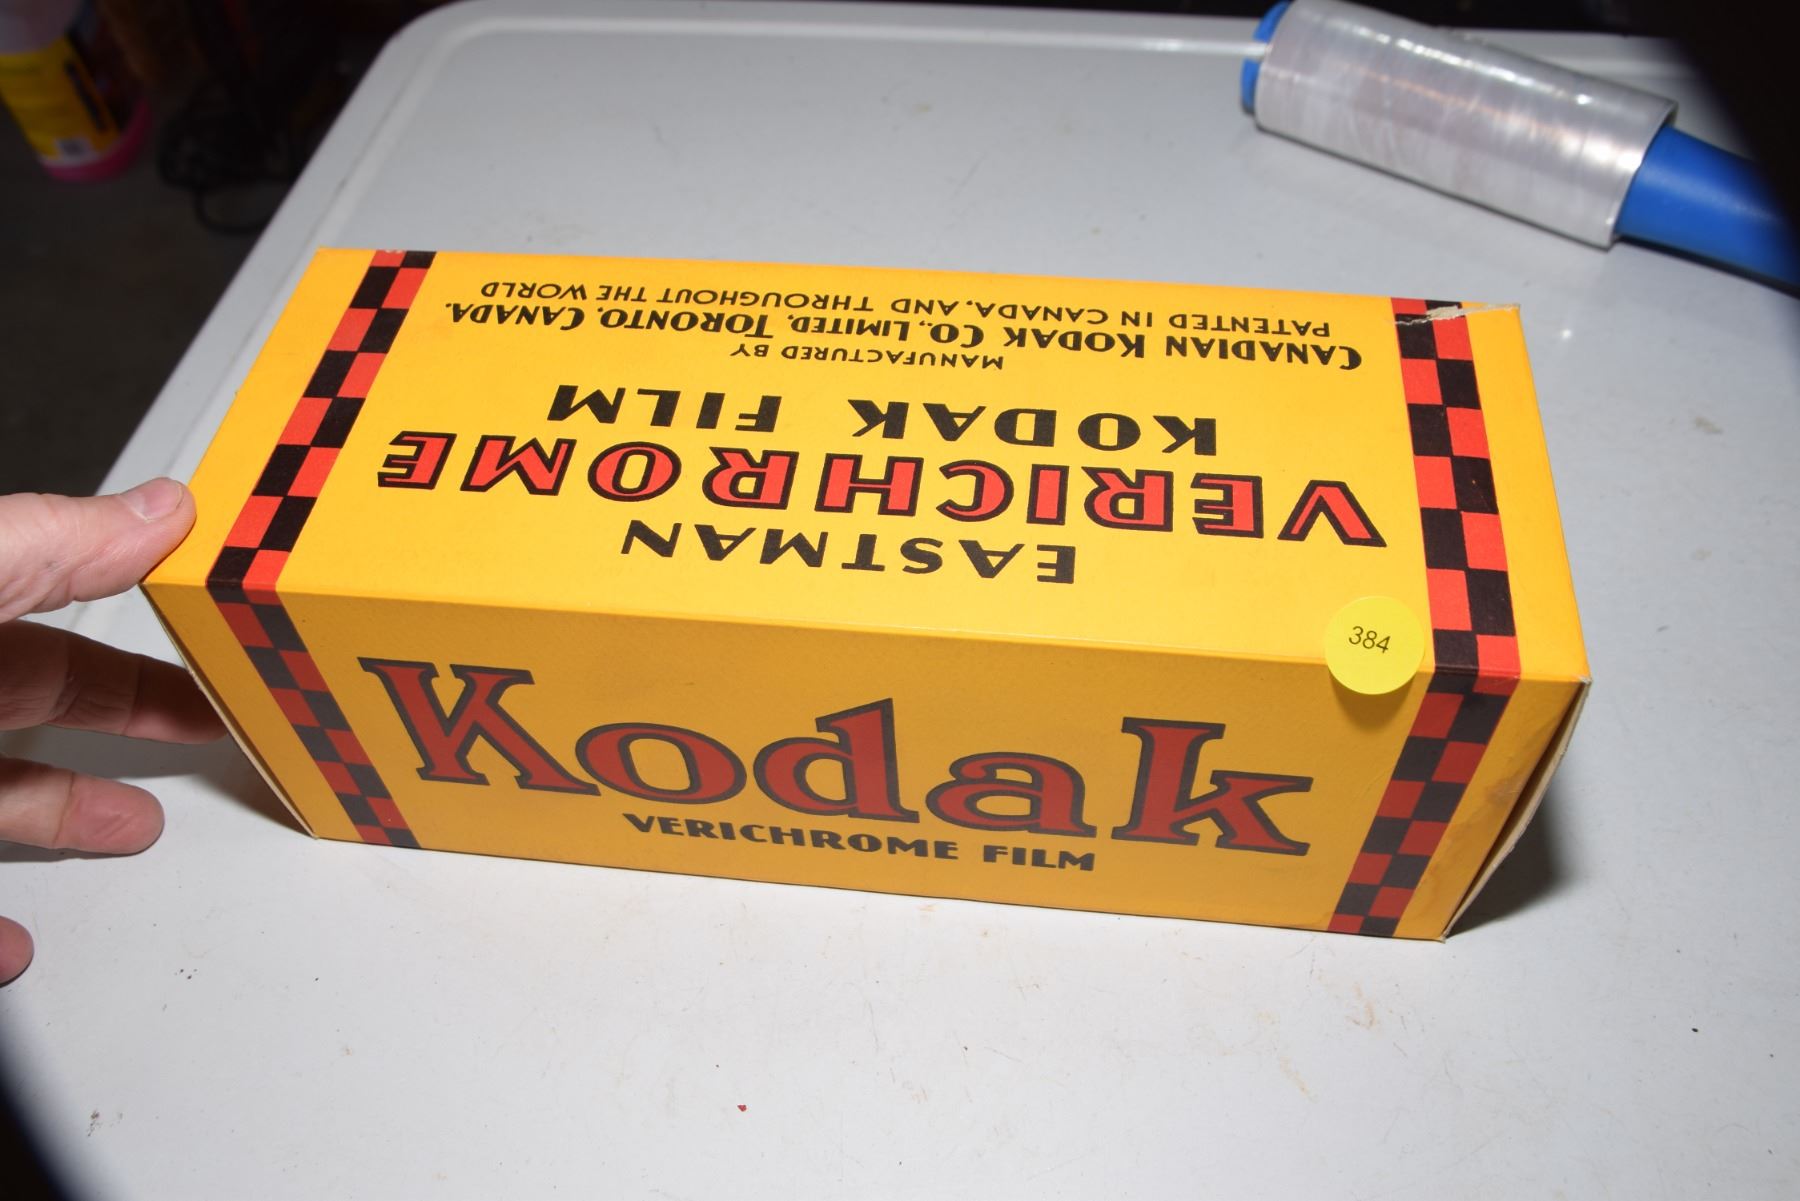 EASTMAN
VERICHROME
KODAK FILM
MANUFACTURED BY
CANADIAN KODAK CO., LIMITED, TORONTO, CANADA.
PATENTED IN CANADA, AND THROUGHOUT THE WORLD
384
Kodak
VERICHROME FILM